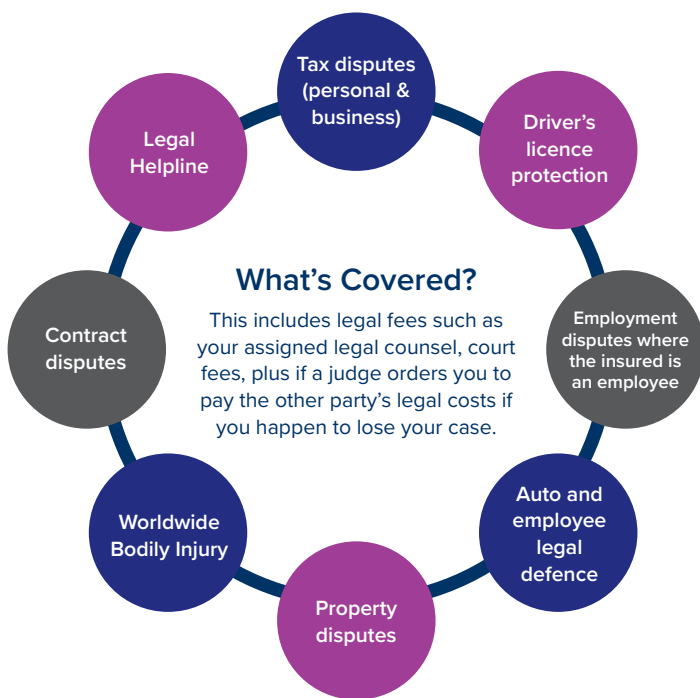 Tax disputes
(personal &
business)
Driver's
licence
protection
Legal
Helpline
What's Covered?
This includes legal fees such as
your assigned legal counsel, court
fees, plus if a judge orders you to
pay the other party's legal costs if
you happen to lose your case.
Employment
disputes where
the insured is
an employee
Contract
disputes
Auto and
employee
legal
defence
Worldwide
Bodily Injury
Property
disputes